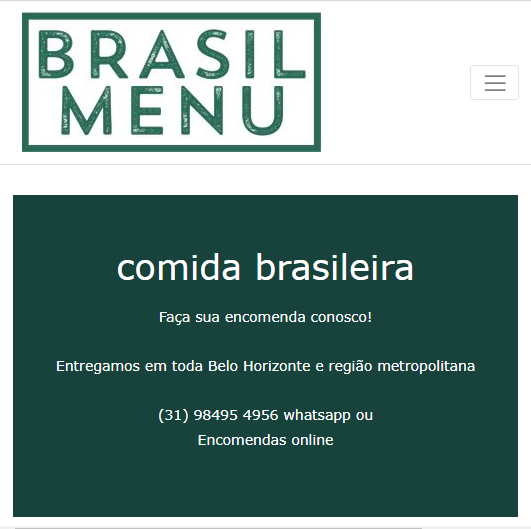 BRASIL
MENU
comida brasileira
Faça sua encomenda conosco!
Entregamos em toda Belo Horizonte e região metropolitana
(31) 98495 4956 whatsapp ou
Encomendas online